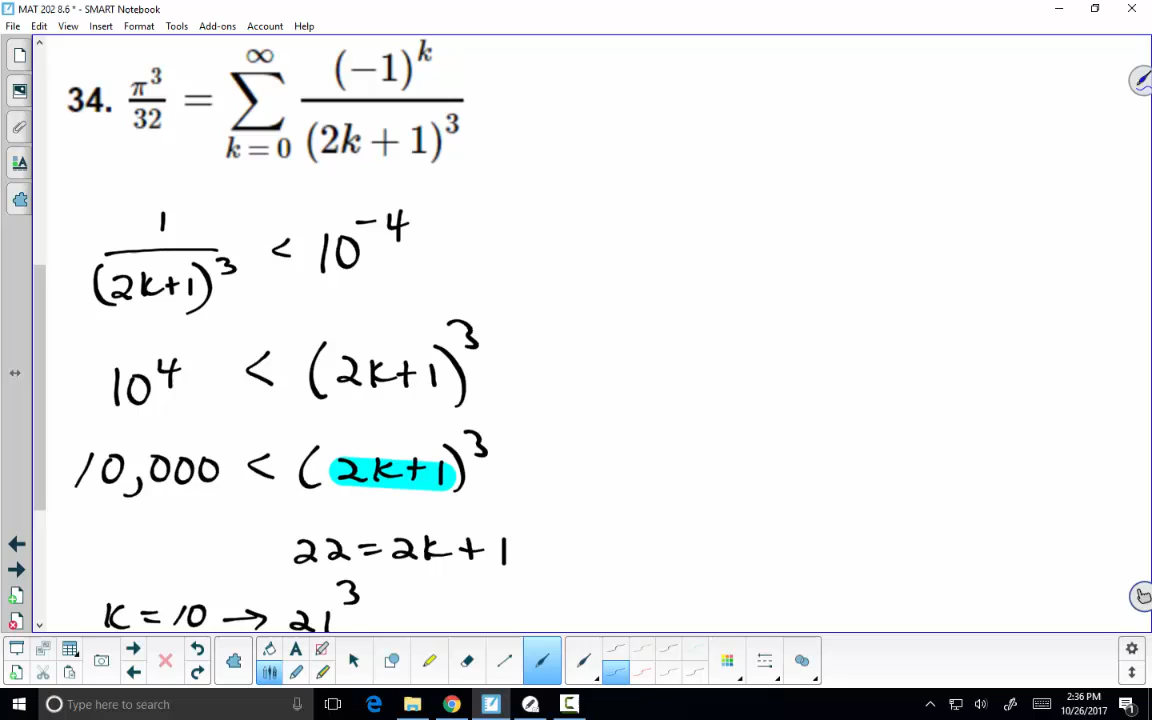 MAT 202 8.6 * - SMART Notebook
File Edit View Insert Format Tools Add-ons Account Help
34. π³/32 = ∑ k=0 ∞ (−1)^k / (2k + 1)³
1/(2k+1)³ < 10⁻⁴
10⁴ < (2k+1)³
10,000 < (2k+1)³
22 = 2k + 1
k = 10 → 21³
Type here to search
2:36 PM
10/26/2017
1